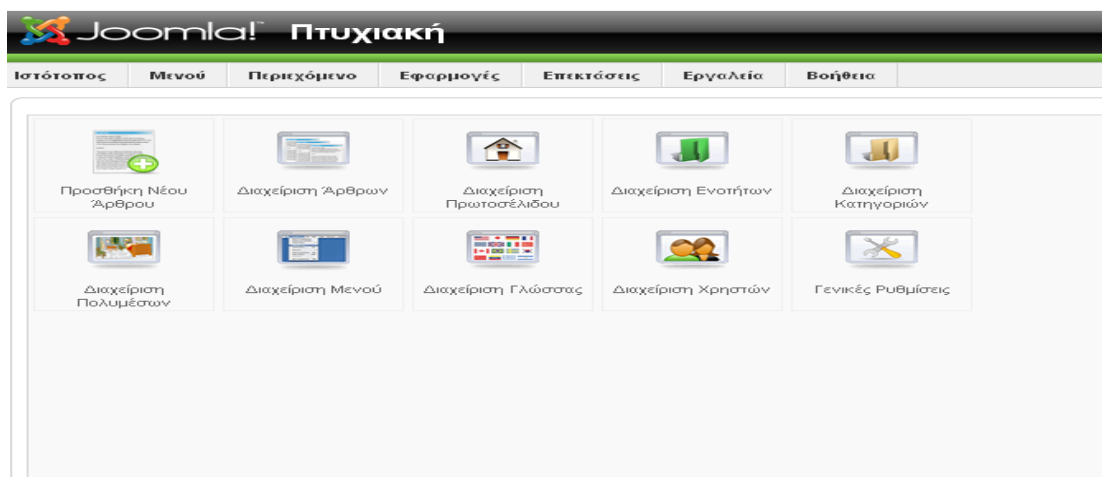 Joomla! Πτυχιακή
Ιστότοπος Μενού Περιεχόμενο Εφαρμογές Επεκτάσεις Εργαλεία Βοήθεια
Προσθήκη Νέου
Άρθρου
Διαχείριση Άρθρων
Διαχείριση
Πρωτοσέλιδου
Διαχείριση Ενοτήτων
Διαχείριση
Κατηγοριών
Διαχείριση
Πολυμέσων
Διαχείριση Μενού
Διαχείριση Γλώσσας
Διαχείριση Χρηστών
Γενικές Ρυθμίσεις